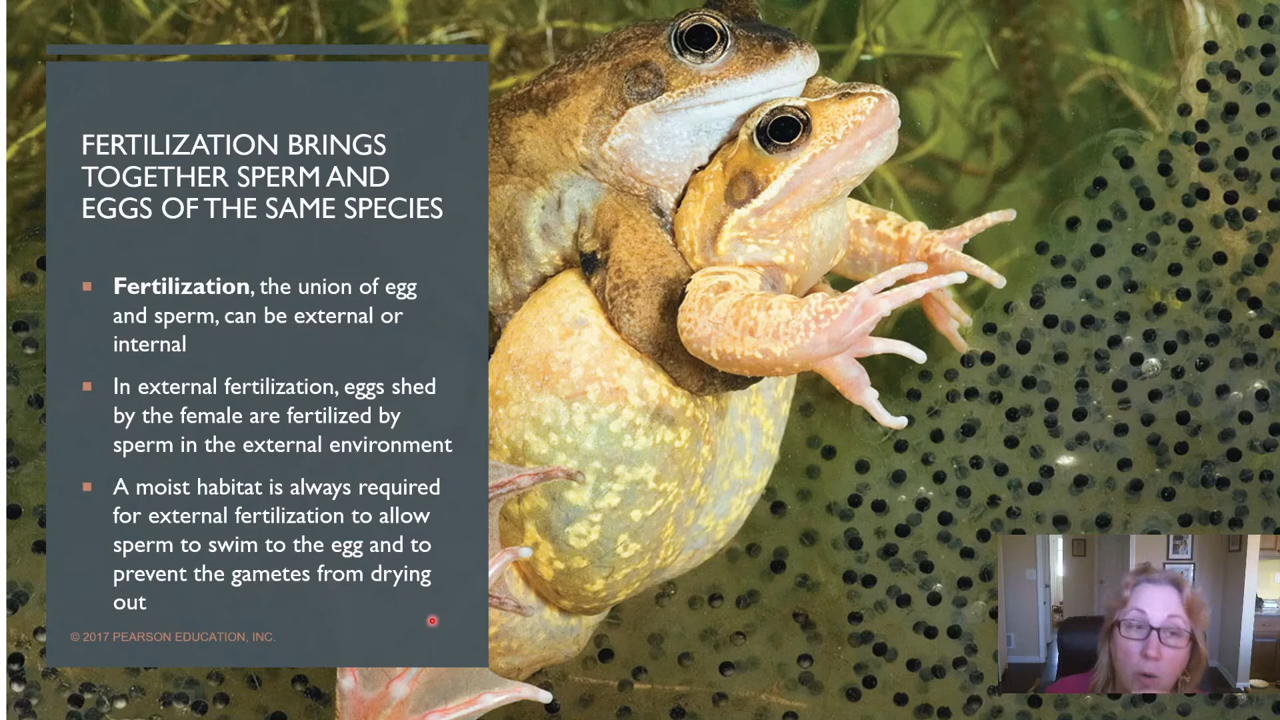 FERTILIZATION BRINGS
TOGETHER SPERM AND
EGGS OF THE SAME SPECIES
▪ Fertilization, the union of egg
and sperm, can be external or
internal
▪ In external fertilization, eggs shed
by the female are fertilized by
sperm in the external environment
▪ A moist habitat is always required
for external fertilization to allow
sperm to swim to the egg and to
prevent the gametes from drying
out
© 2017 PEARSON EDUCATION, INC.